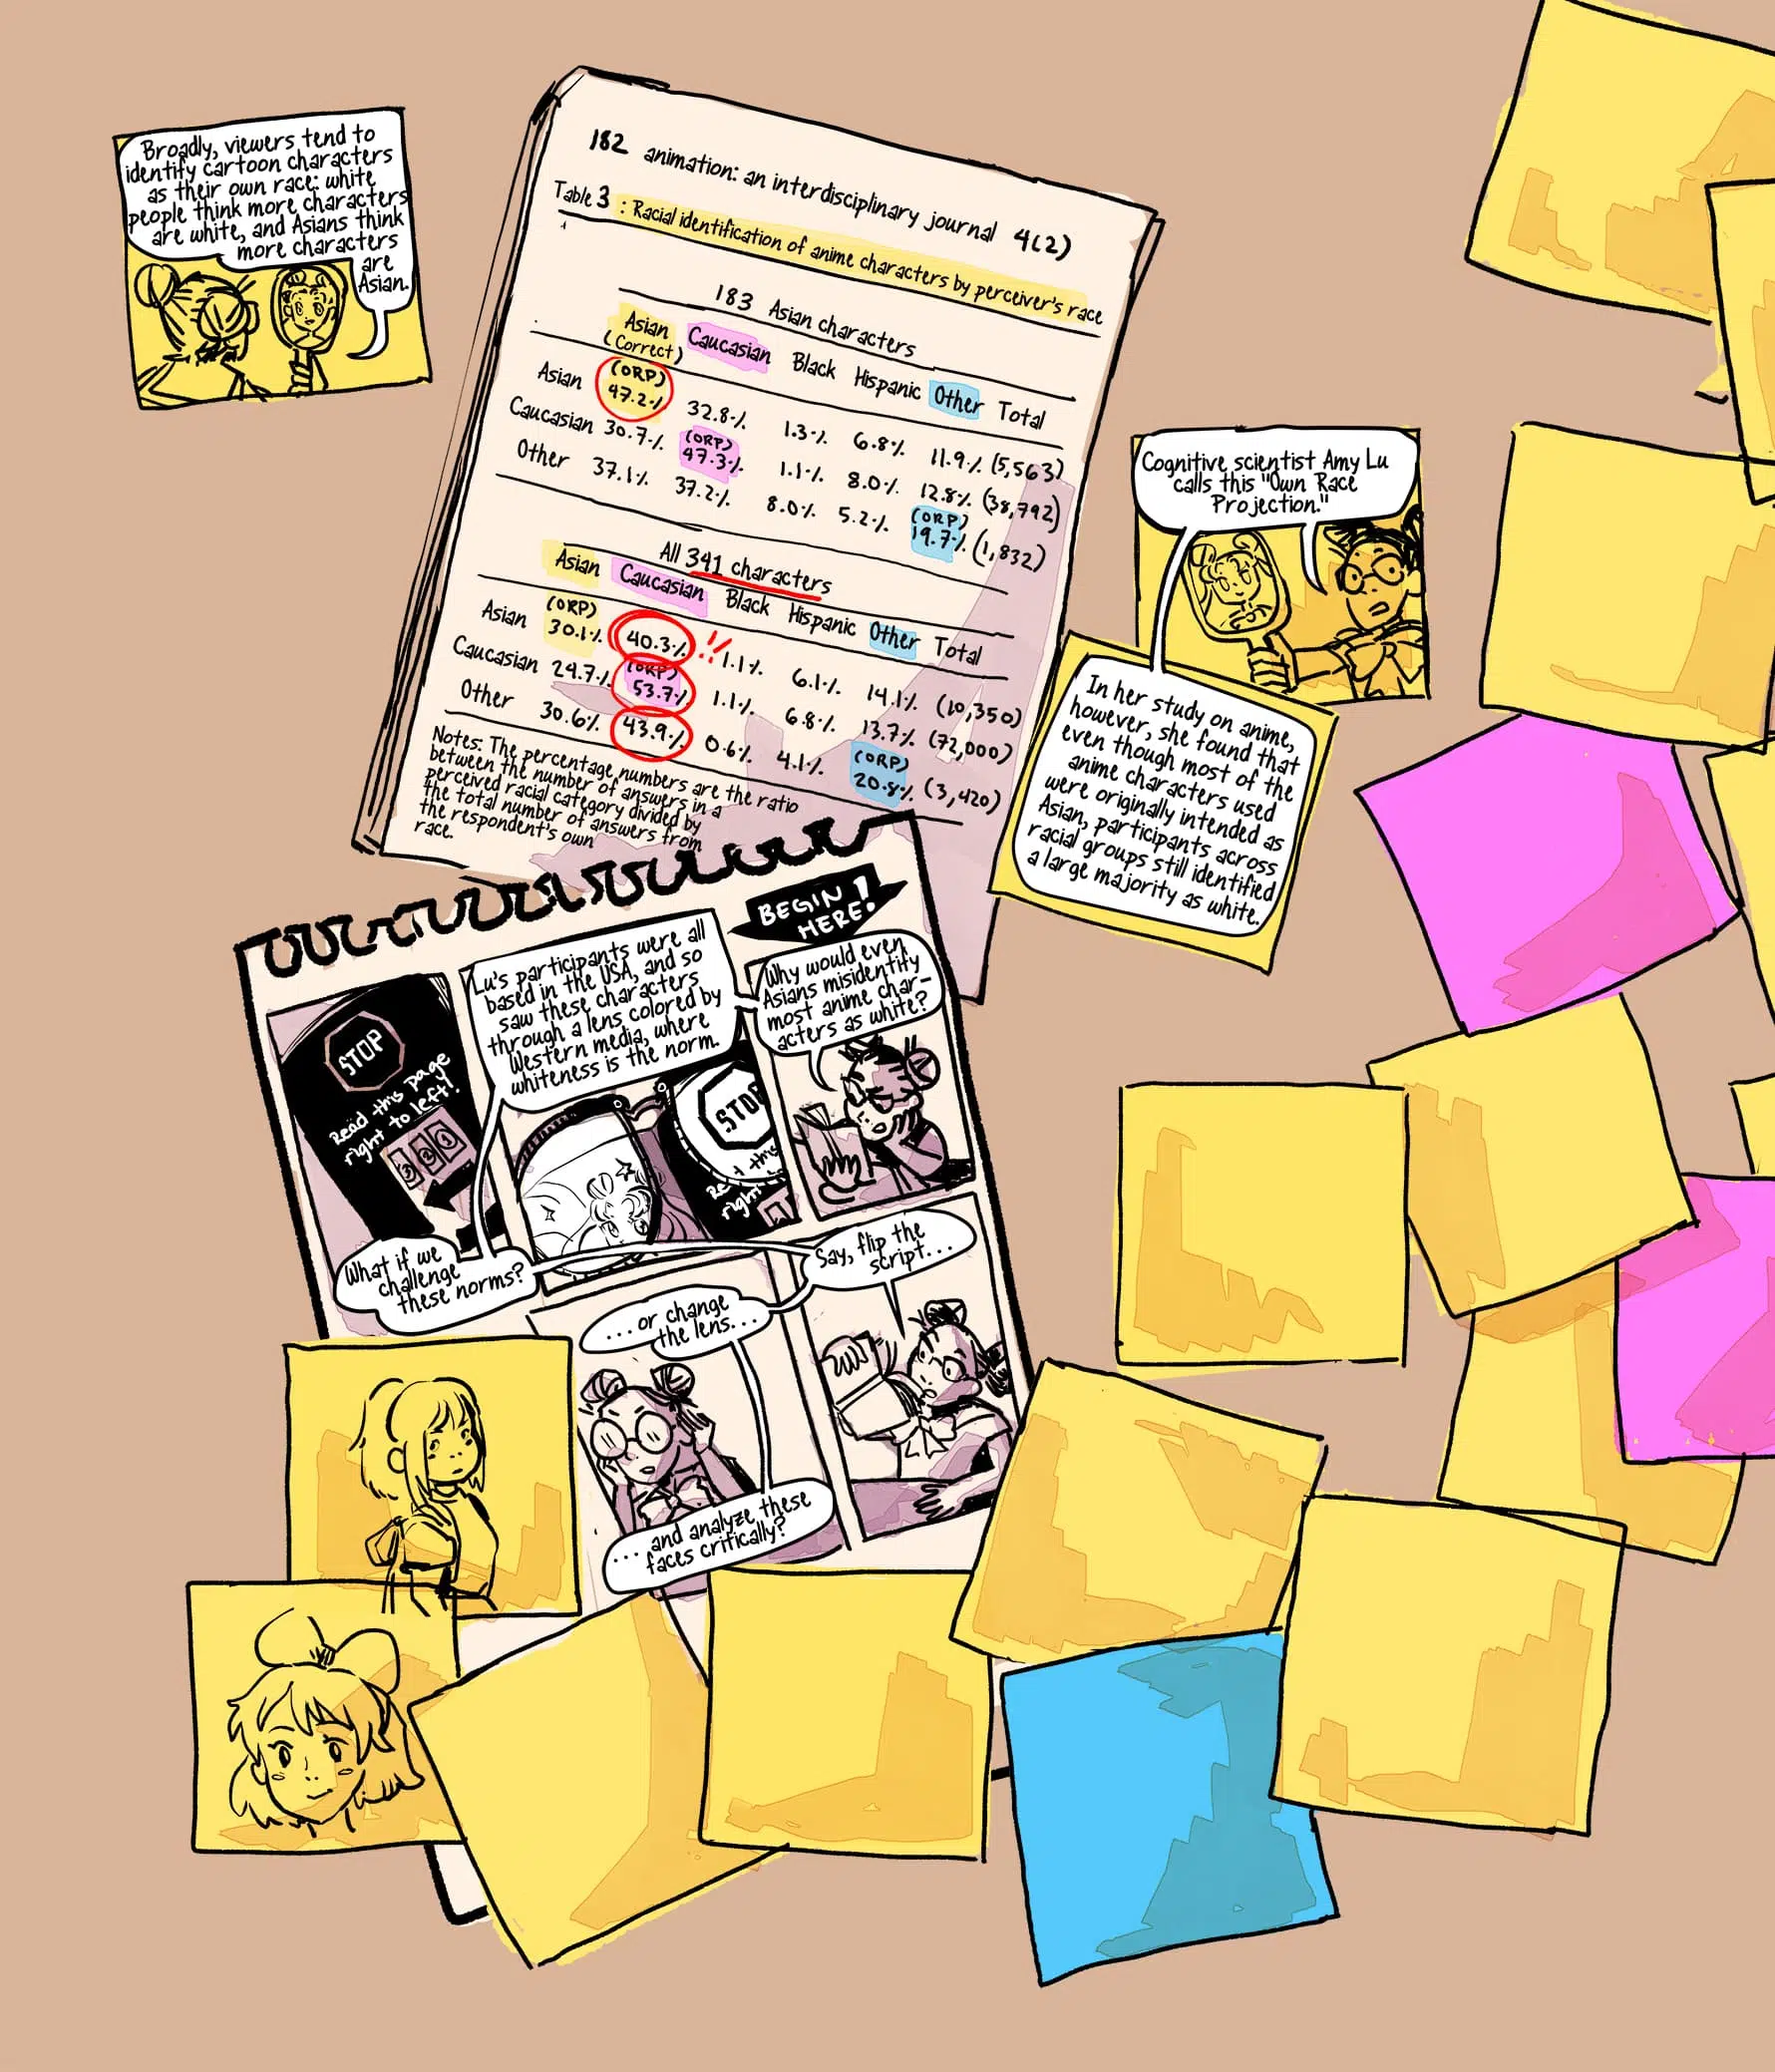 Broadly, viewers tend to
identify cartoon characters
as their own race: white
people think more characters
are white, and Asians think
more characters
are
Asian.
182 animation: an interdisciplinary journal 4(2)
Table 3 : Racial identification of anime characters by perceiver's race
183 Asian characters
Asian (Correct) Caucasian Black Hispanic Other Total
Asian (ORP) 47.2% 32.8% 1.3% 6.8% 11.9% (5,563)
Caucasian 30.7% (ORP) 47.3% 1.1% 8.0% 12.8% (38,792)
Other 37.1% 37.2% 8.0% 5.2% (ORP) 19.7% (1,832)
All 341 characters
Asian Caucasian Black Hispanic Other Total
Asian (ORP) 30.1% 40.3% !! 1.1% 6.1% 14.1% (10,350)
Caucasian 29.7% (ORP) 53.7% 1.1% 6.8% 13.7% (72,000)
Other 30.6% 43.9% 0.6% 4.1% (ORP) 20.8% (3,420)
Notes: The percentage numbers are the ratio
between the number of answers in a
perceived racial category divided by
the total number of answers from
the respondent's own
race.
Cognitive scientist Amy Lu
calls this "Own Race
Projection."
In her study on anime,
however, she found that
even though most of the
anime characters used
were originally intended as
Asian, participants across
racial groups still identified
a large majority as white.
BEGIN
HERE!
Why would even
Asians misidentify
most anime char-
acters as white?
Lu's participants were all
based in the USA, and so
saw these characters
through a lens colored by
Western media, where
whiteness is the norm.
STOP
Re
this
right
STOP
Read this page
right to left!
3 2 1
What if we
challenge
these norms?
Say, flip the
script...
...or change
the lens...
...and analyze these
faces critically?